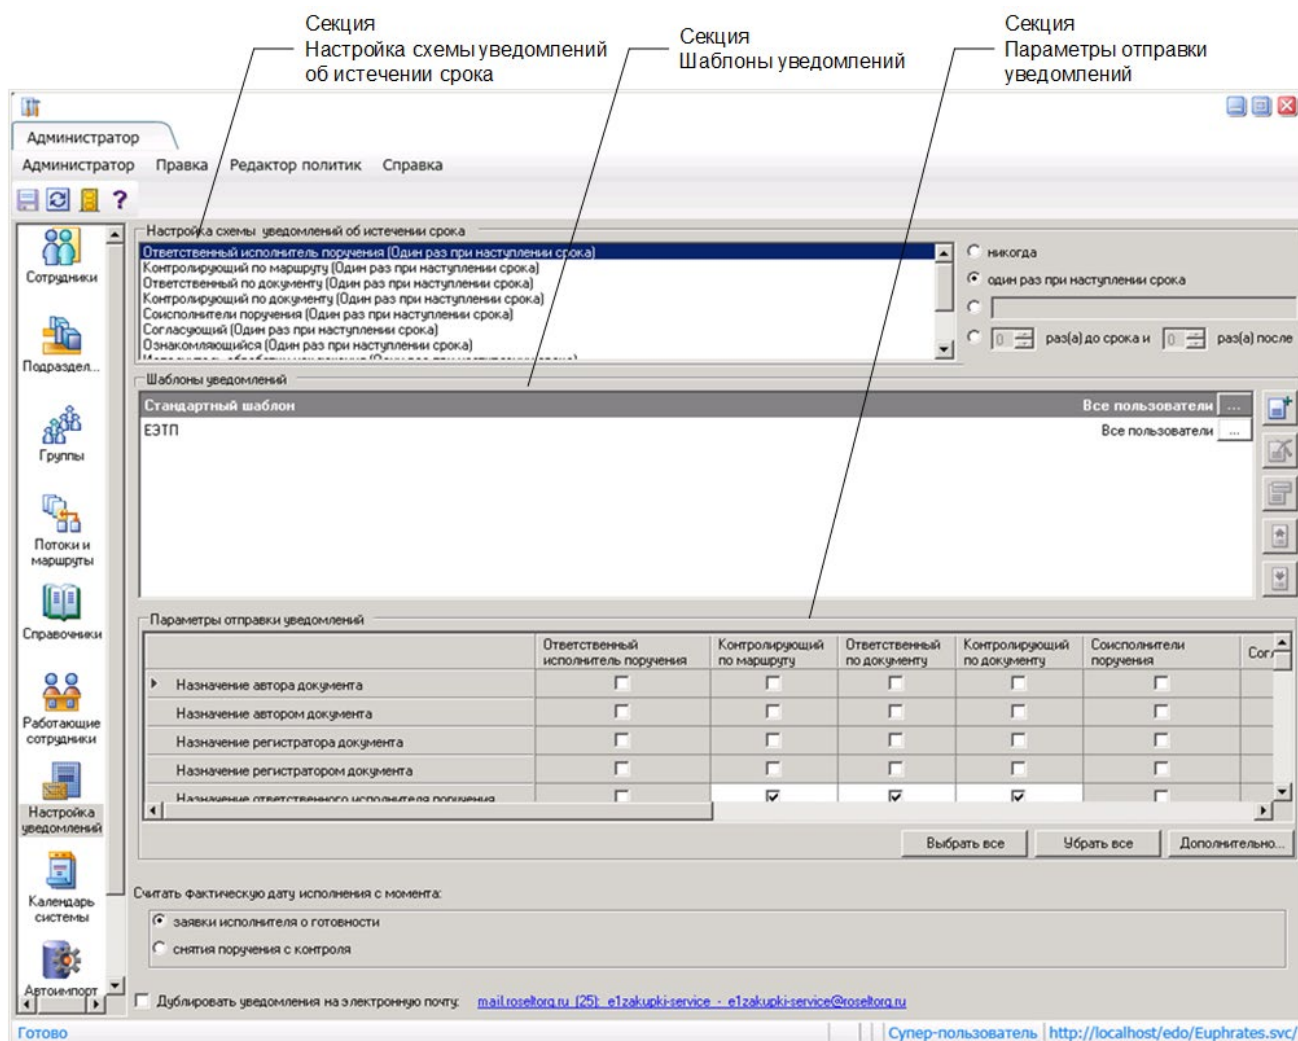 Секция
Настройка схемы уведомлений
об истечении срока
Секция
Шаблоны уведомлений
Секция
Параметры отправки
уведомлений
Администратор
Администратор Правка Редактор политик Справка
Сотрудники
Подраздел...
Группы
Потоки и
маршруты
Справочники
Работающие
сотрудники
Настройка
уведомлений
Календарь
системы
Автоимпорт
Настройка схемы уведомлений об истечении срока
Ответственный исполнитель поручения (Один раз при наступлении срока)
Контролирующий по маршруту (Один раз при наступлении срока)
Ответственный по документу (Один раз при наступлении срока)
Контролирующий по документу (Один раз при наступлении срока)
Соисполнители поручения (Один раз при наступлении срока)
Согласующий (Один раз при наступлении срока)
Ознакомляющийся (Один раз при наступлении срока)
никогда
один раз при наступлении срока
0 раз(а) до срока и 0 раз(а) после
Шаблоны уведомлений
Стандартный шаблон Все пользователи ...
ЕЭТП Все пользователи ...
Параметры отправки уведомлений
Ответственный исполнитель поручения Контролирующий по маршруту Ответственный по документу Контролирующий по документу Соисполнители поручения Согл
Назначение автора документа
Назначение автором документа
Назначение регистратора документа
Назначение регистратором документа
Назначение ответственного исполнителя поручения
Выбрать все Убрать все Дополнительно...
Считать фактическую дату исполнения с момента:
заявки исполнителя о готовности
снятия поручения с контроля
Дублировать уведомления на электронную почту: mail.roseltorg.ru (25); e1zakupki-service - e1zakupki-service@roseltorg.ru
Готово Супер-пользователь http://localhost/edo/Euphrates.svc/